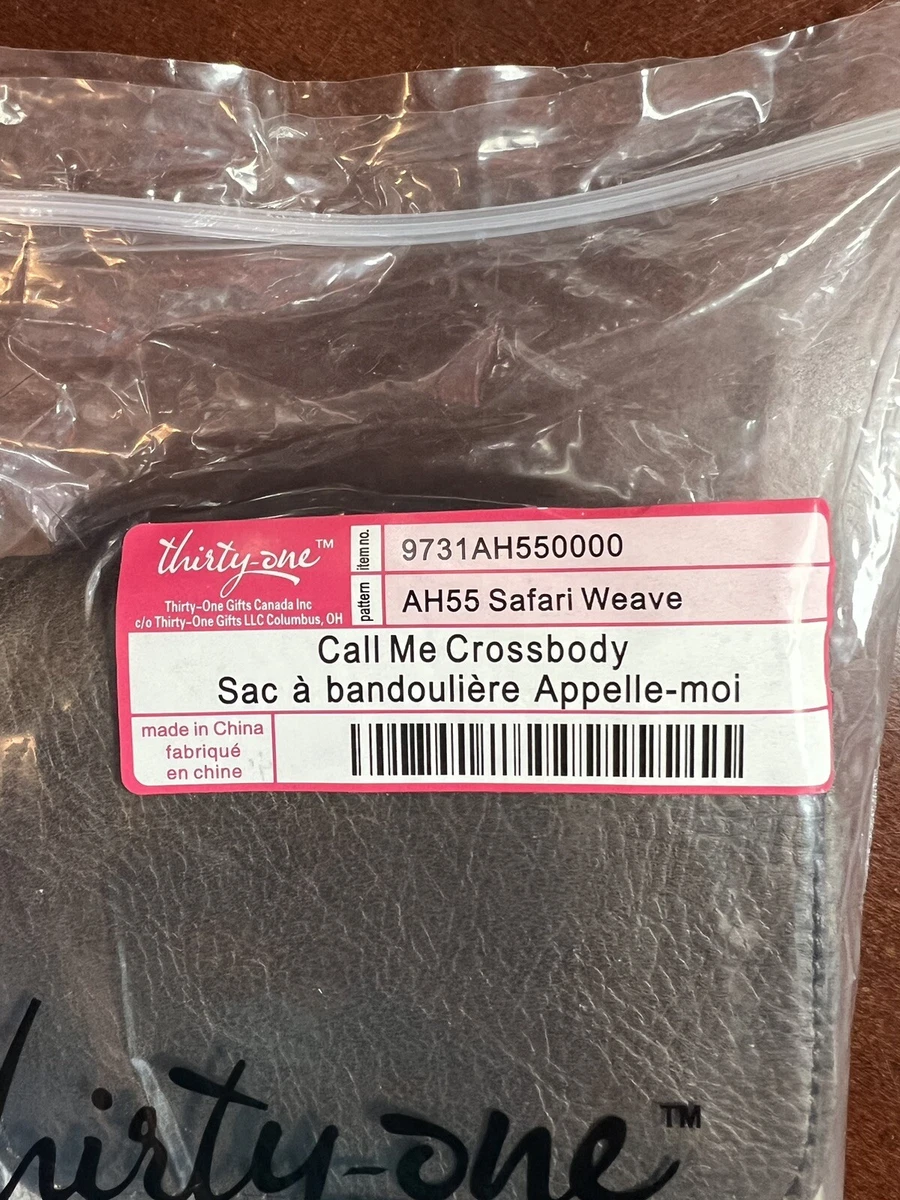 thirty-one™
item no.
9731AH550000
pattern
AH55 Safari Weave
Thirty-One Gifts Canada Inc
c/o Thirty-One Gifts LLC Columbus, OH
Call Me Crossbody
Sac à bandoulière Appelle-moi
made in China
fabriqué
en chine
thirty-one™